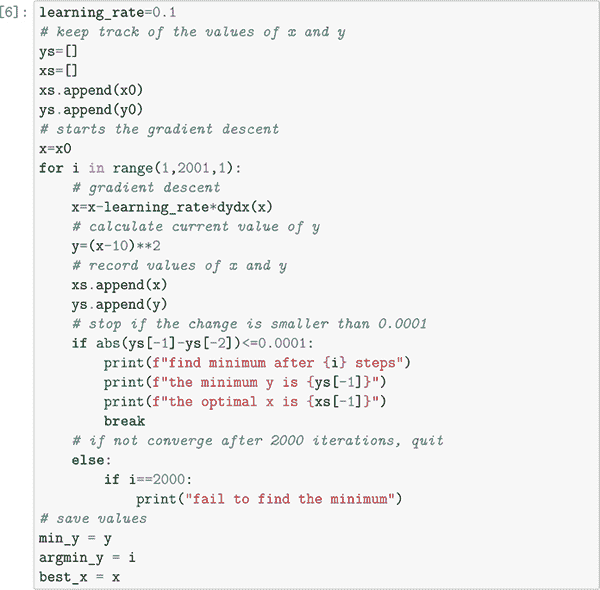 [6]: learning_rate=0.1
# keep track of the values of x and y
ys=[]
xs=[]
xs.append(x0)
ys.append(y0)
# starts the gradient descent
x=x0
for i in range(1,2001,1):
    # gradient descent
    x=x-learning_rate*dydx(x)
    # calculate current value of y
    y=(x-10)**2
    # record values of x and y
    xs.append(x)
    ys.append(y)
    # stop if the change is smaller than 0.0001
    if abs(ys[-1]-ys[-2])<=0.0001:
        print(f"find minimum after {i} steps")
        print(f"the minimum y is {ys[-1]}")
        print(f"the optimal x is {xs[-1]}")
        break
    # if not converge after 2000 iterations, quit
    else:
        if i==2000:
            print("fail to find the minimum")
# save values
min_y = y
argmin_y = i
best_x = x